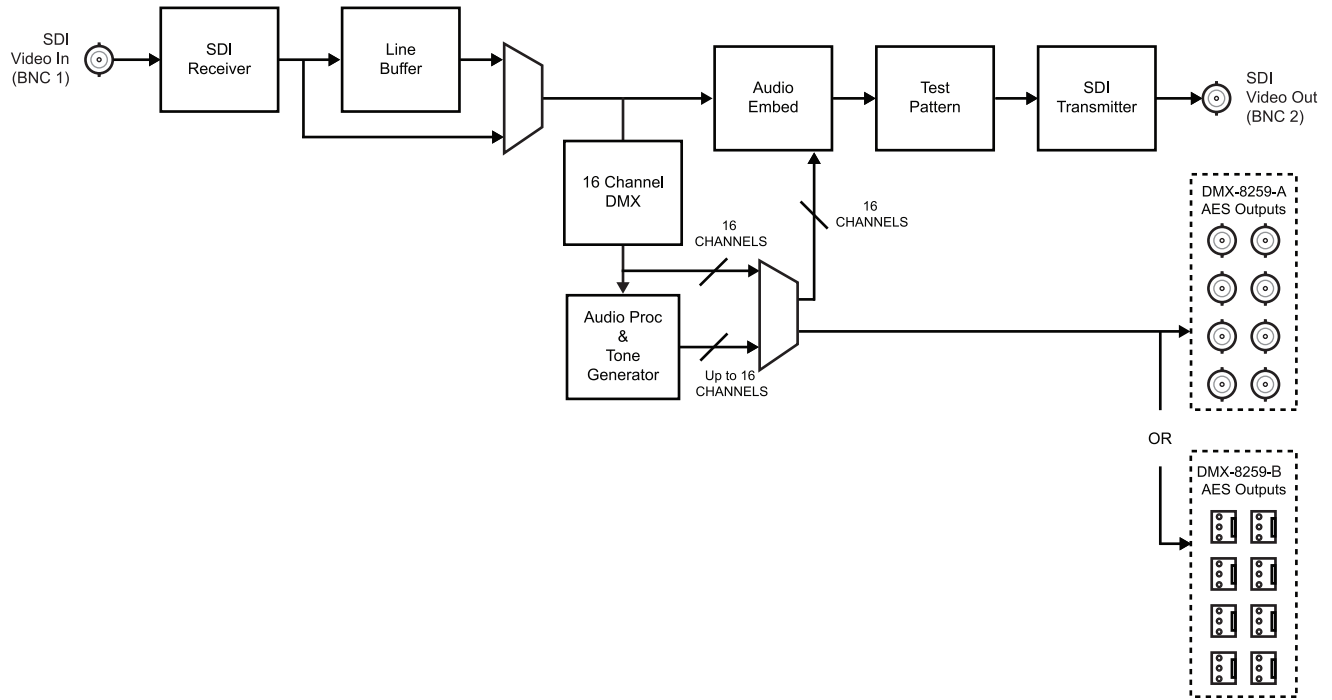 SDI
Video In
(BNC 1)
SDI
Receiver
Line
Buffer
Audio
Embed
Test
Pattern
SDI
Transmitter
SDI
Video Out
(BNC 2)
16 Channel
DMX
16
CHANNELS
16
CHANNELS
Audio Proc
&
Tone
Generator
Up to 16
CHANNELS
DMX-8259-A
AES Outputs
OR
DMX-8259-B
AES Outputs